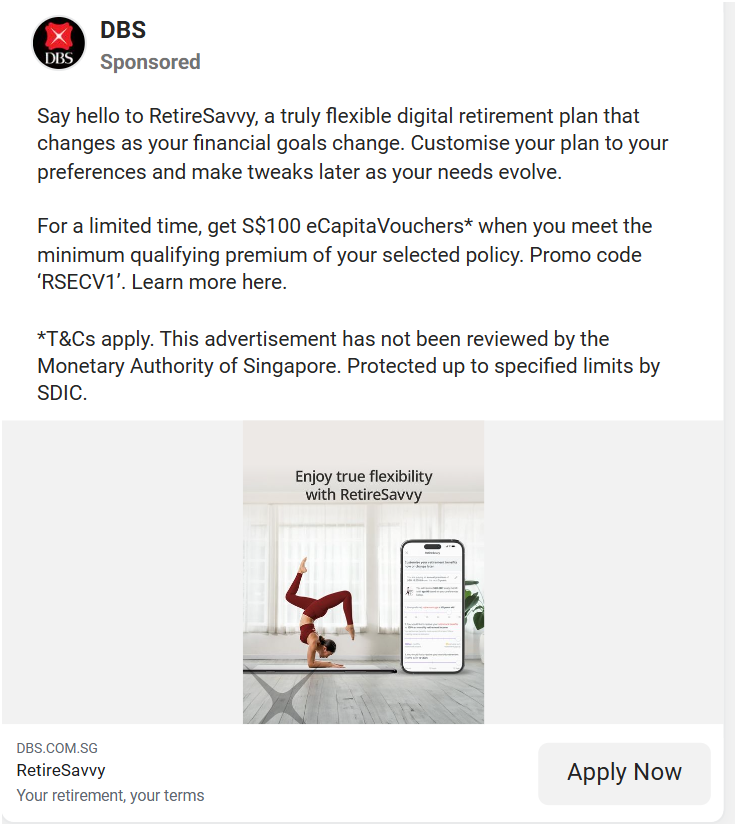 DBS
DBS
Sponsored
Say hello to RetireSavvy, a truly flexible digital retirement plan that
changes as your financial goals change. Customise your plan to your
preferences and make tweaks later as your needs evolve.
For a limited time, get S$100 eCapitaVouchers* when you meet the
minimum qualifying premium of your selected policy. Promo code
‘RSECV1’. Learn more here.
*T&Cs apply. This advertisement has not been reviewed by the
Monetary Authority of Singapore. Protected up to specified limits by
SDIC.
Enjoy true flexibility
with RetireSavvy
DBS.COM.SG
RetireSavvy
Your retirement, your terms
Apply Now